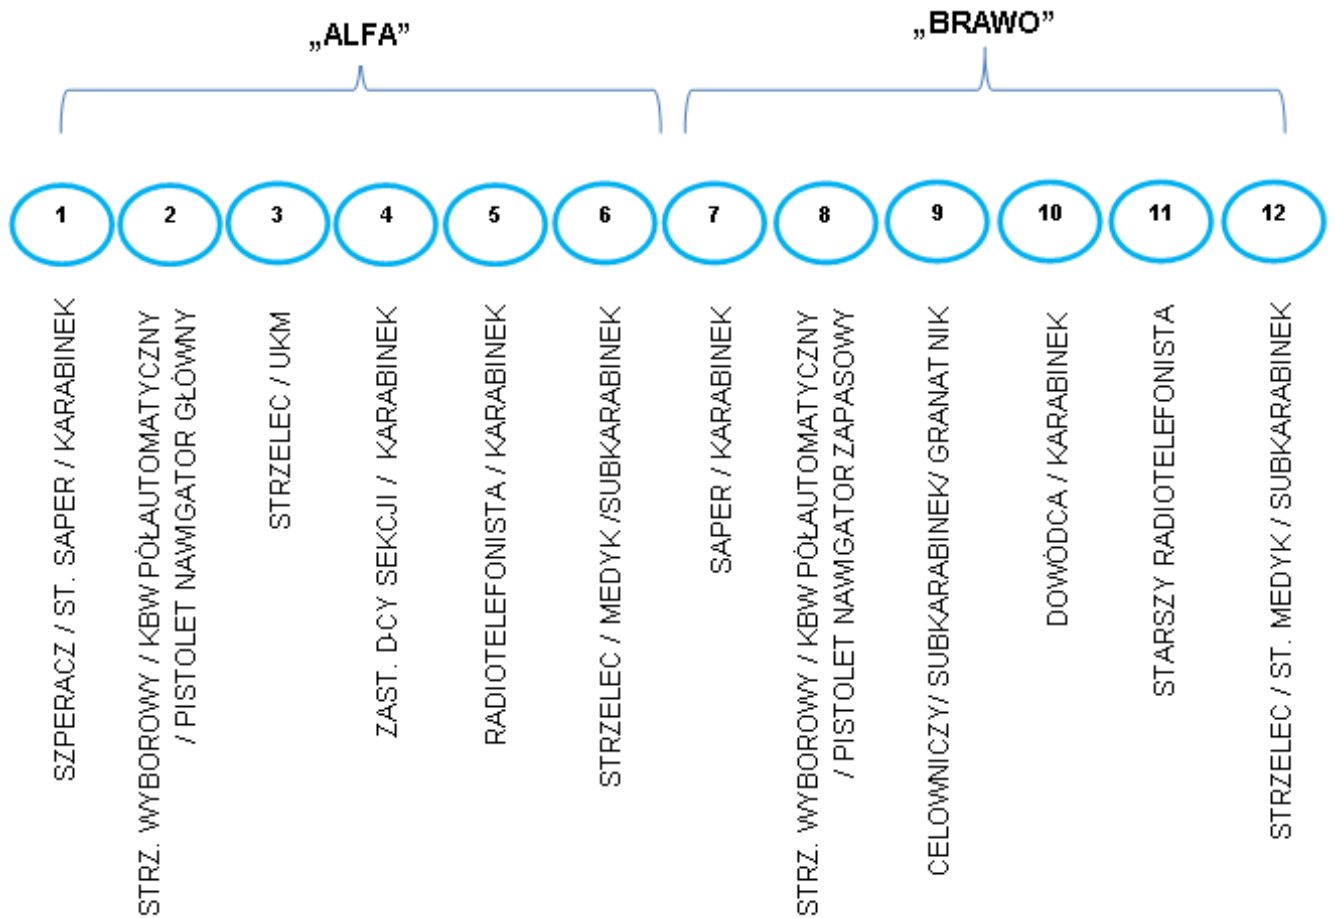 „ALFA”
„BRAWO”
1
2
3
4
5
6
7
8
9
10
11
12
SZPERACZ / ST. SAPER / KARABINEK
STRZ. WYBOROWY / KBW PÓŁAUTOMATYCZNY
/ PISTOLET NAWIGATOR GŁÓWNY
STRZELEC / UKM
ZAST. D-CY SEKCJI / KARABINEK
RADIOTELEFONISTA / KARABINEK
STRZELEC / MEDYK /SUBKARABINEK
SAPER / KARABINEK
STRZ. WYBOROWY / KBW PÓŁAUTOMATYCZNY
/ PISTOLET NAWIGATOR ZAPASOWY
CELOWNICZY/ SUBKARABINEK/ GRANATNIK
DOWÓDCA / KARABINEK
STARSZY RADIOTELEFONISTA
STRZELEC / ST. MEDYK / SUBKARABINEK